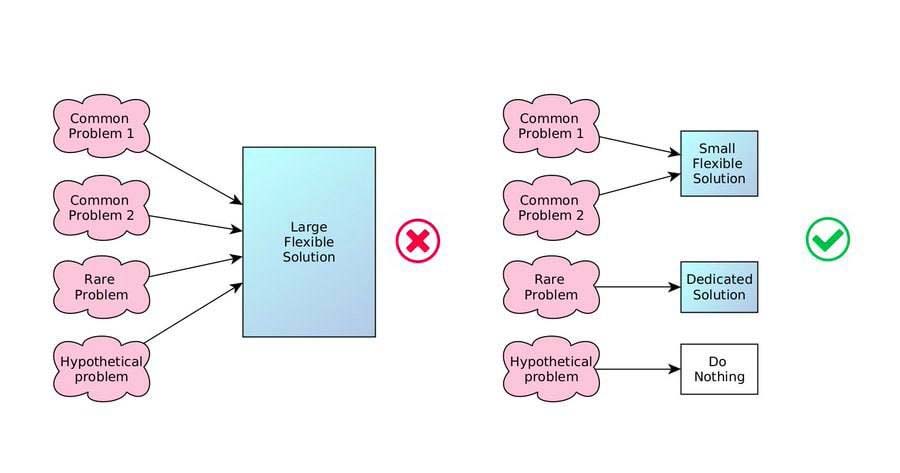 Common
Problem 1
Common
Problem 2
Rare
Problem
Hypothetical
problem
Large
Flexible
Solution
Common
Problem 1
Common
Problem 2
Rare
Problem
Hypothetical
problem
Small
Flexible
Solution
Dedicated
Solution
Do
Nothing